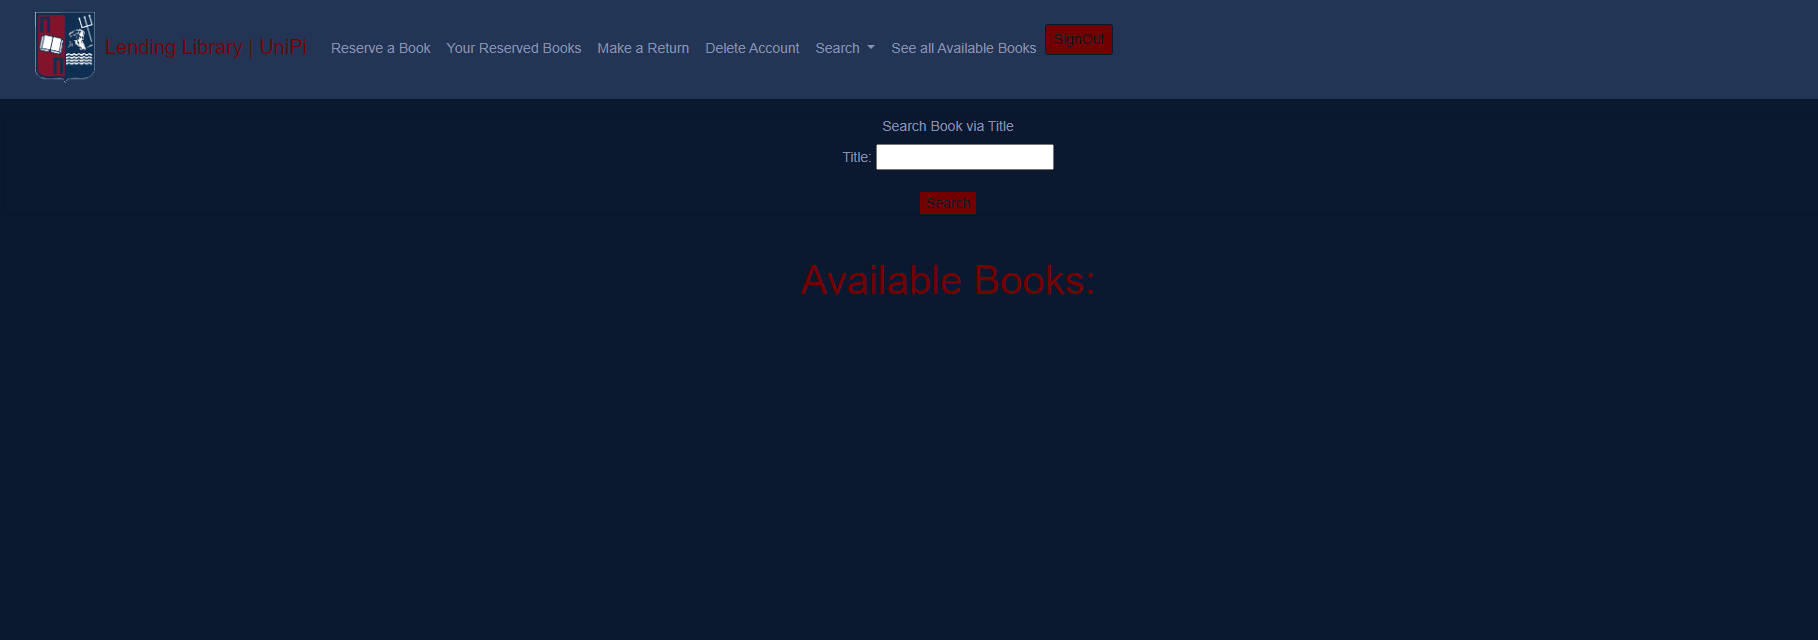 Lending Library | UniPi
Reserve a Book
Your Reserved Books
Make a Return
Delete Account
Search
See all Available Books
SignOut
Search Book via Title
Title:
Search
Available Books: